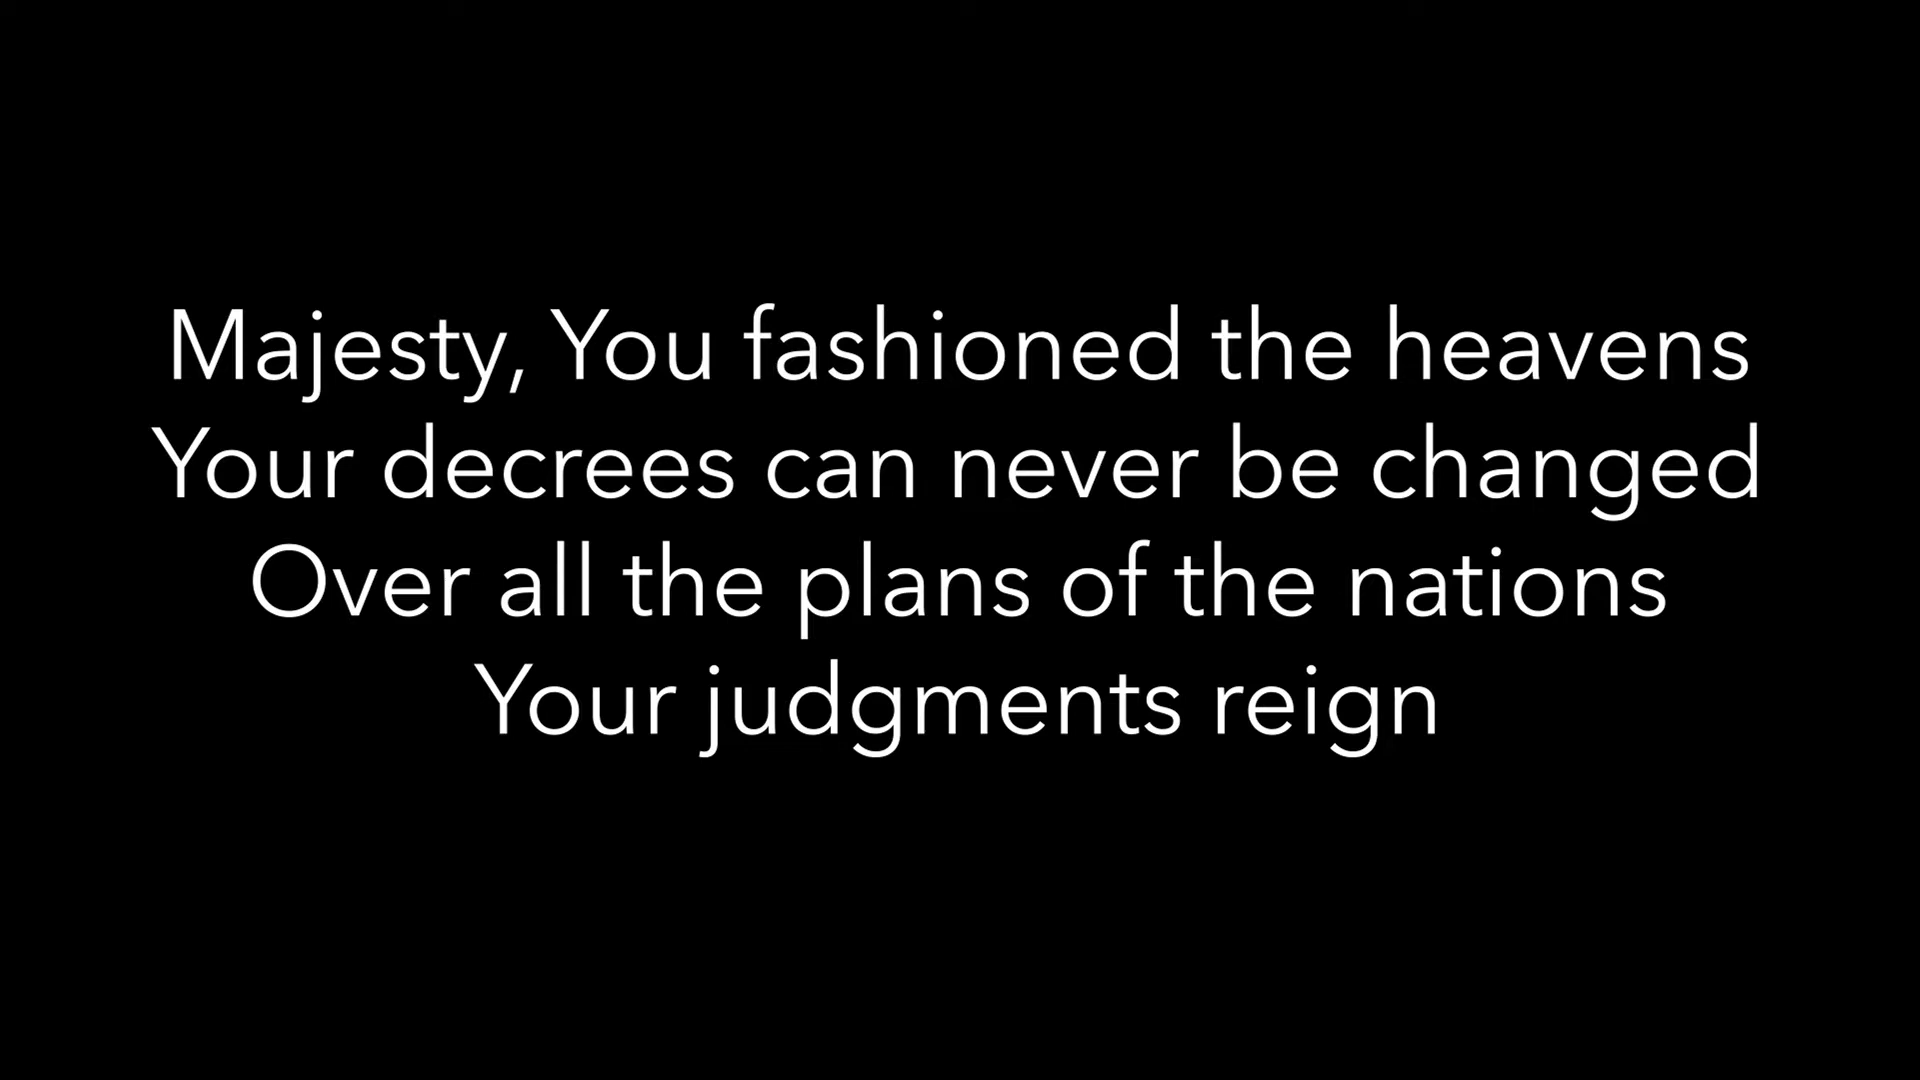 Majesty, You fashioned the heavens
Your decrees can never be changed
Over all the plans of the nations
Your judgments reign